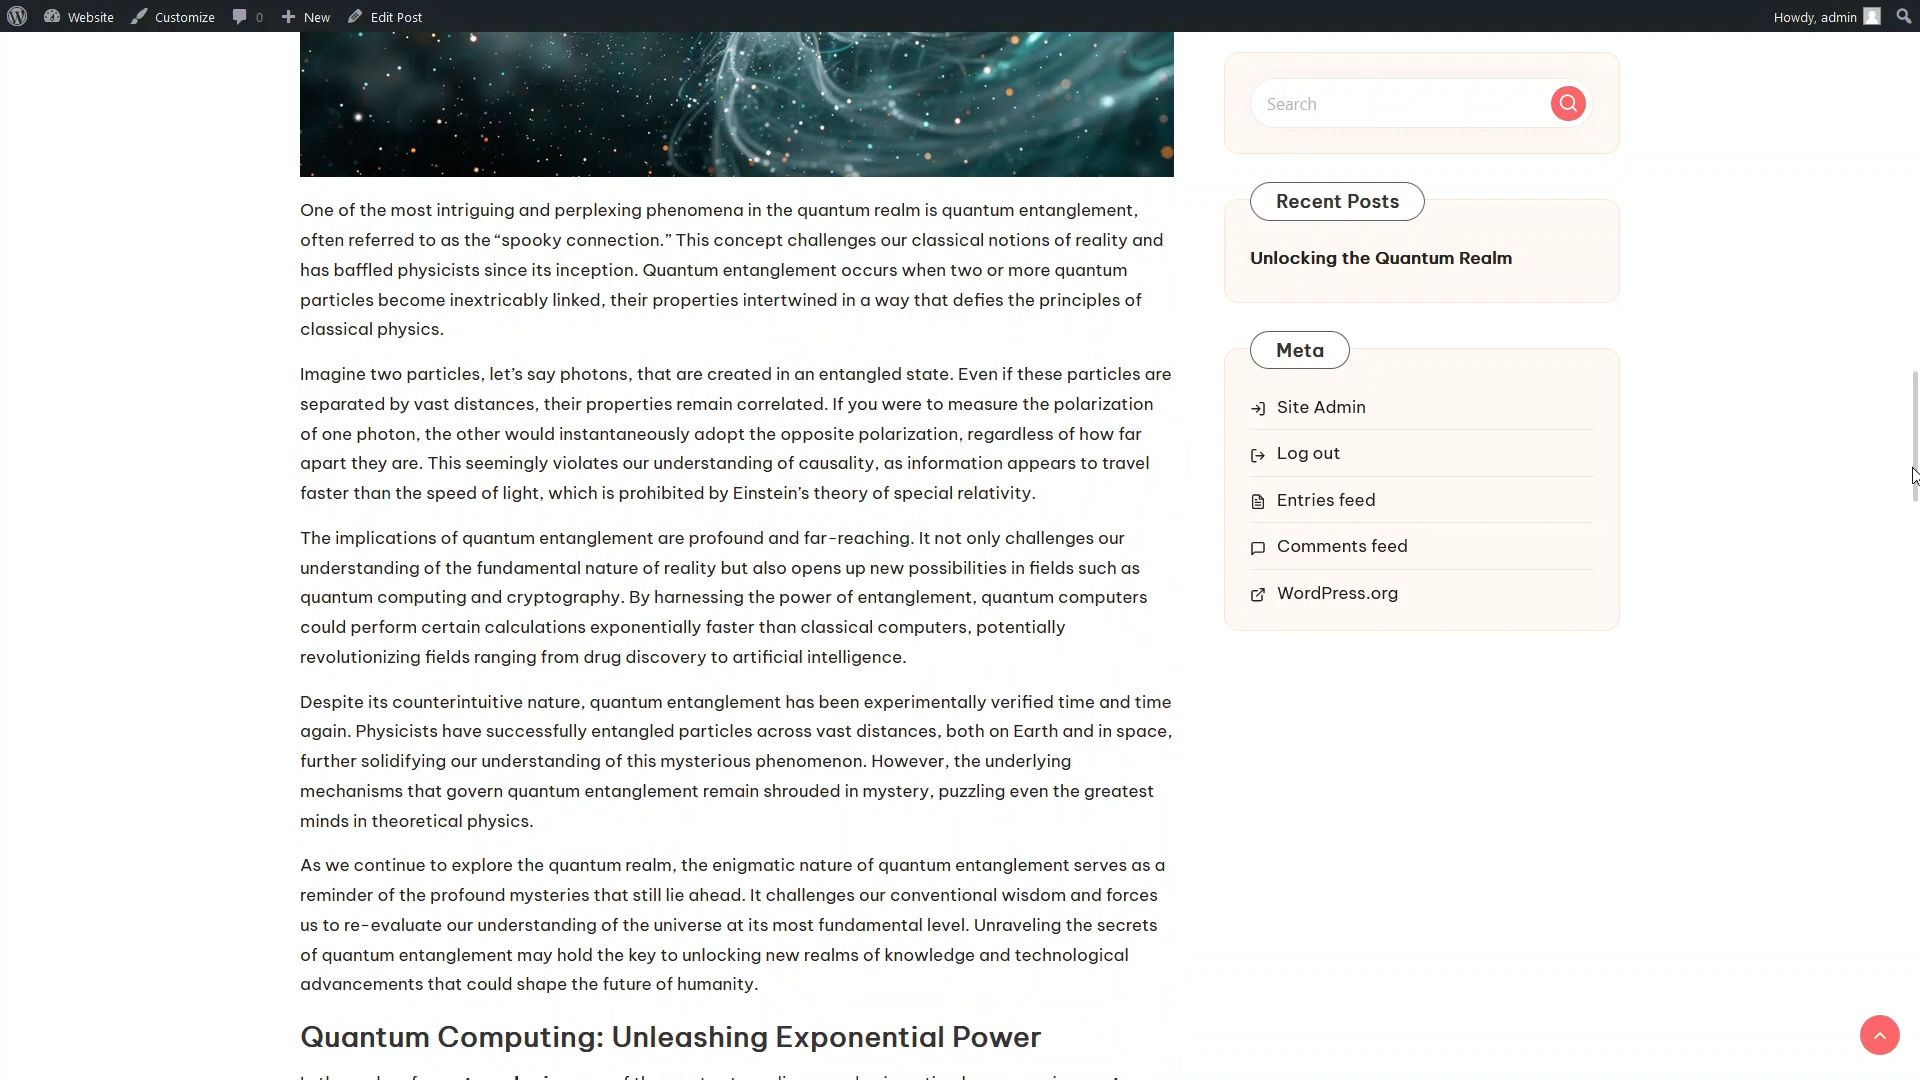 Website Customize 0 New Edit Post Howdy, admin
Search
One of the most intriguing and perplexing phenomena in the quantum realm is quantum entanglement,
often referred to as the “spooky connection.” This concept challenges our classical notions of reality and
has baffled physicists since its inception. Quantum entanglement occurs when two or more quantum
particles become inextricably linked, their properties intertwined in a way that defies the principles of
classical physics.
Imagine two particles, let’s say photons, that are created in an entangled state. Even if these particles are
separated by vast distances, their properties remain correlated. If you were to measure the polarization
of one photon, the other would instantaneously adopt the opposite polarization, regardless of how far
apart they are. This seemingly violates our understanding of causality, as information appears to travel
faster than the speed of light, which is prohibited by Einstein’s theory of special relativity.
The implications of quantum entanglement are profound and far-reaching. It not only challenges our
understanding of the fundamental nature of reality but also opens up new possibilities in fields such as
quantum computing and cryptography. By harnessing the power of entanglement, quantum computers
could perform certain calculations exponentially faster than classical computers, potentially
revolutionizing fields ranging from drug discovery to artificial intelligence.
Despite its counterintuitive nature, quantum entanglement has been experimentally verified time and time
again. Physicists have successfully entangled particles across vast distances, both on Earth and in space,
further solidifying our understanding of this mysterious phenomenon. However, the underlying
mechanisms that govern quantum entanglement remain shrouded in mystery, puzzling even the greatest
minds in theoretical physics.
As we continue to explore the quantum realm, the enigmatic nature of quantum entanglement serves as a
reminder of the profound mysteries that still lie ahead. It challenges our conventional wisdom and forces
us to re-evaluate our understanding of the universe at its most fundamental level. Unraveling the secrets
of quantum entanglement may hold the key to unlocking new realms of knowledge and technological
advancements that could shape the future of humanity.
Quantum Computing: Unleashing Exponential Power
Recent Posts
Unlocking the Quantum Realm
Meta
Site Admin
Log out
Entries feed
Comments feed
WordPress.org